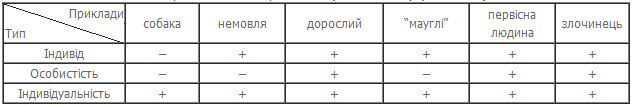 Приклади
Тип
собака немовля дорослий “мауглі” первісна людина злочинець
Індивід – + + + + +
Особистість – – + – + +
Індивідуальність + + + + + +